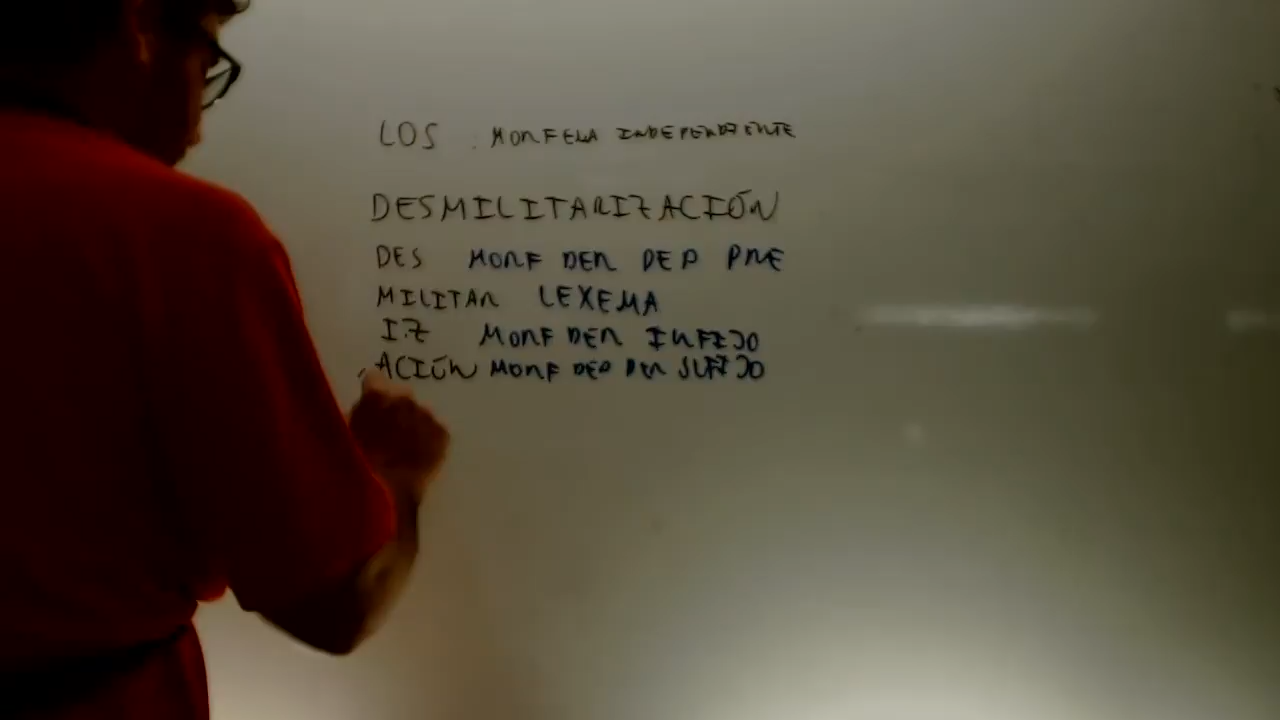 LOS MORFEMA INDEPENDIENTE
DESMILITARIZACIÓN
DES MORF DER DEP PRE
MILITAR LEXEMA
IZ MORF DER INFIJO
ACIÓN MORF DEP DER SUFIJO